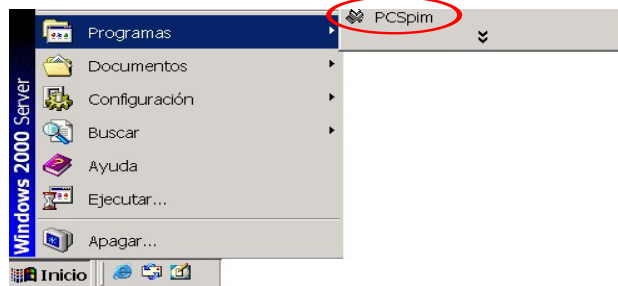 PCSpim
Programas
Documentos
Configuración
Buscar
Ayuda
Ejecutar...
Apagar...
Windows 2000 Server
Inicio